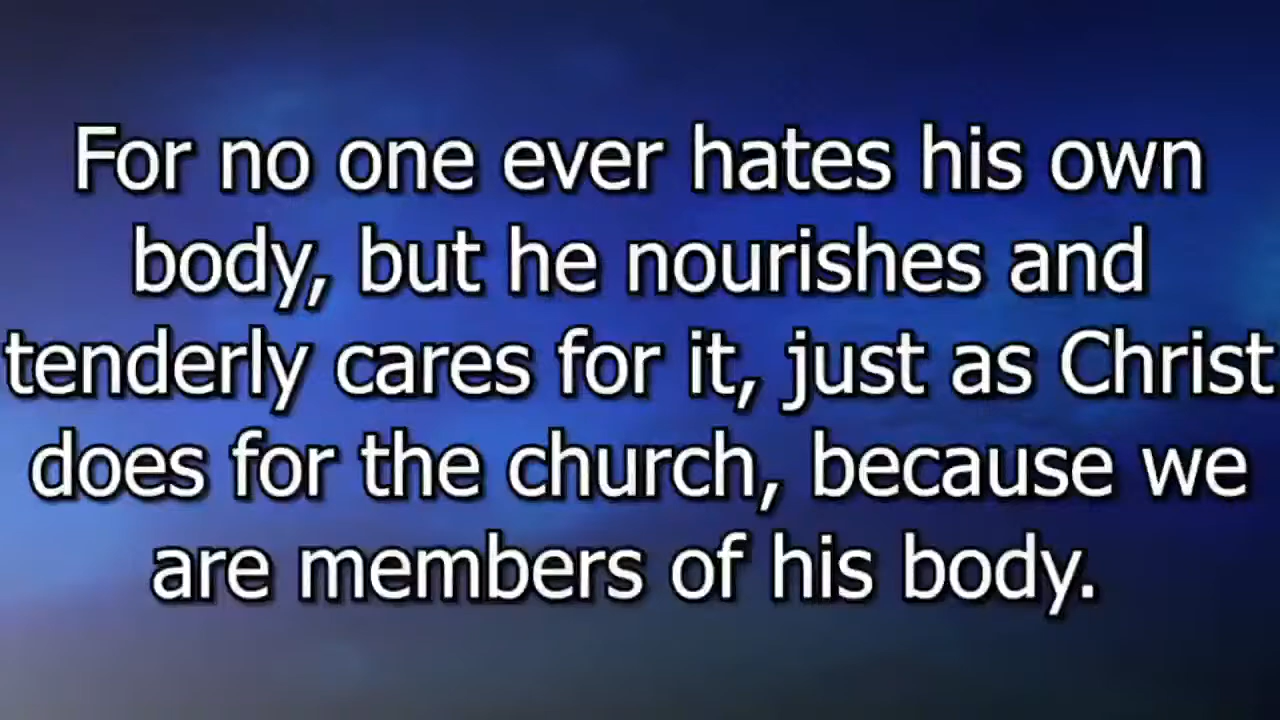 For no one ever hates his own
body, but he nourishes and
tenderly cares for it, just as Christ
does for the church, because we
are members of his body.